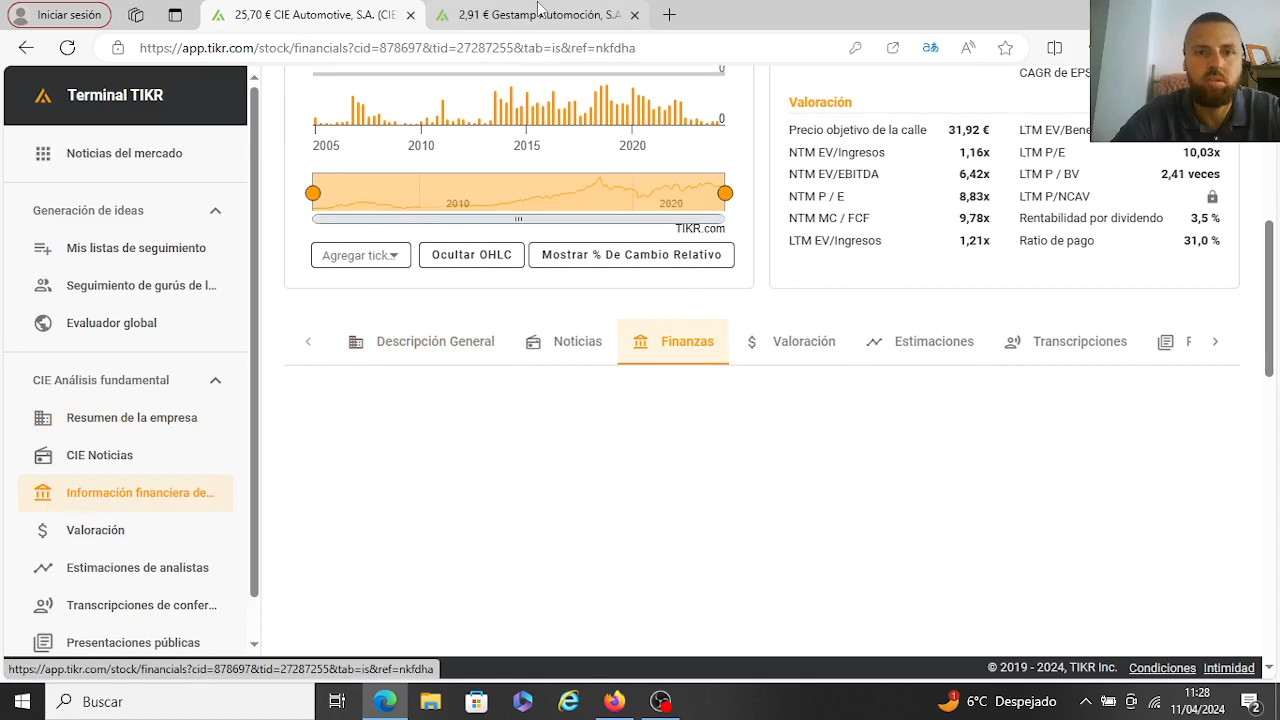 Iniciar sesión
25,70 € CIE Automotive, S.A. (CIE
2,91 € Gestamp Automoción, S.A
https://app.tikr.com/stock/financials?cid=878697&tid=27287255&tab=is&ref=nkfdha
Terminal TIKR
Noticias del mercado
Generación de ideas
Mis listas de seguimiento
Seguimiento de gurús de l...
Evaluador global
CIE Análisis fundamental
Resumen de la empresa
CIE Noticias
Información financiera de...
Valoración
Estimaciones de analistas
Transcripciones de confer...
Presentaciones públicas
0
0
2005 2010 2015 2020
2010 2020
TIKR.com
Agregar tick...
Ocultar OHLC
Mostrar % De Cambio Relativo
CAGR de EPS
Valoración
Precio objetivo de la calle 31,92 € LTM EV/Bene
NTM EV/Ingresos 1,16x LTM P/E 10,03x
NTM EV/EBITDA 6,42x LTM P / BV 2,41 veces
NTM P / E 8,83x LTM P/NCAV
NTM MC / FCF 9,78x Rentabilidad por dividendo 3,5 %
LTM EV/Ingresos 1,21x Ratio de pago 31,0 %
Descripción General Noticias Finanzas Valoración Estimaciones Transcripciones
https://app.tikr.com/stock/financials?cid=878697&tid=27287255&tab=is&ref=nkfdha
© 2019 - 2024, TIKR Inc. Condiciones Intimidad
Buscar
1
6°C Despejado
11:28
11/04/2024
2